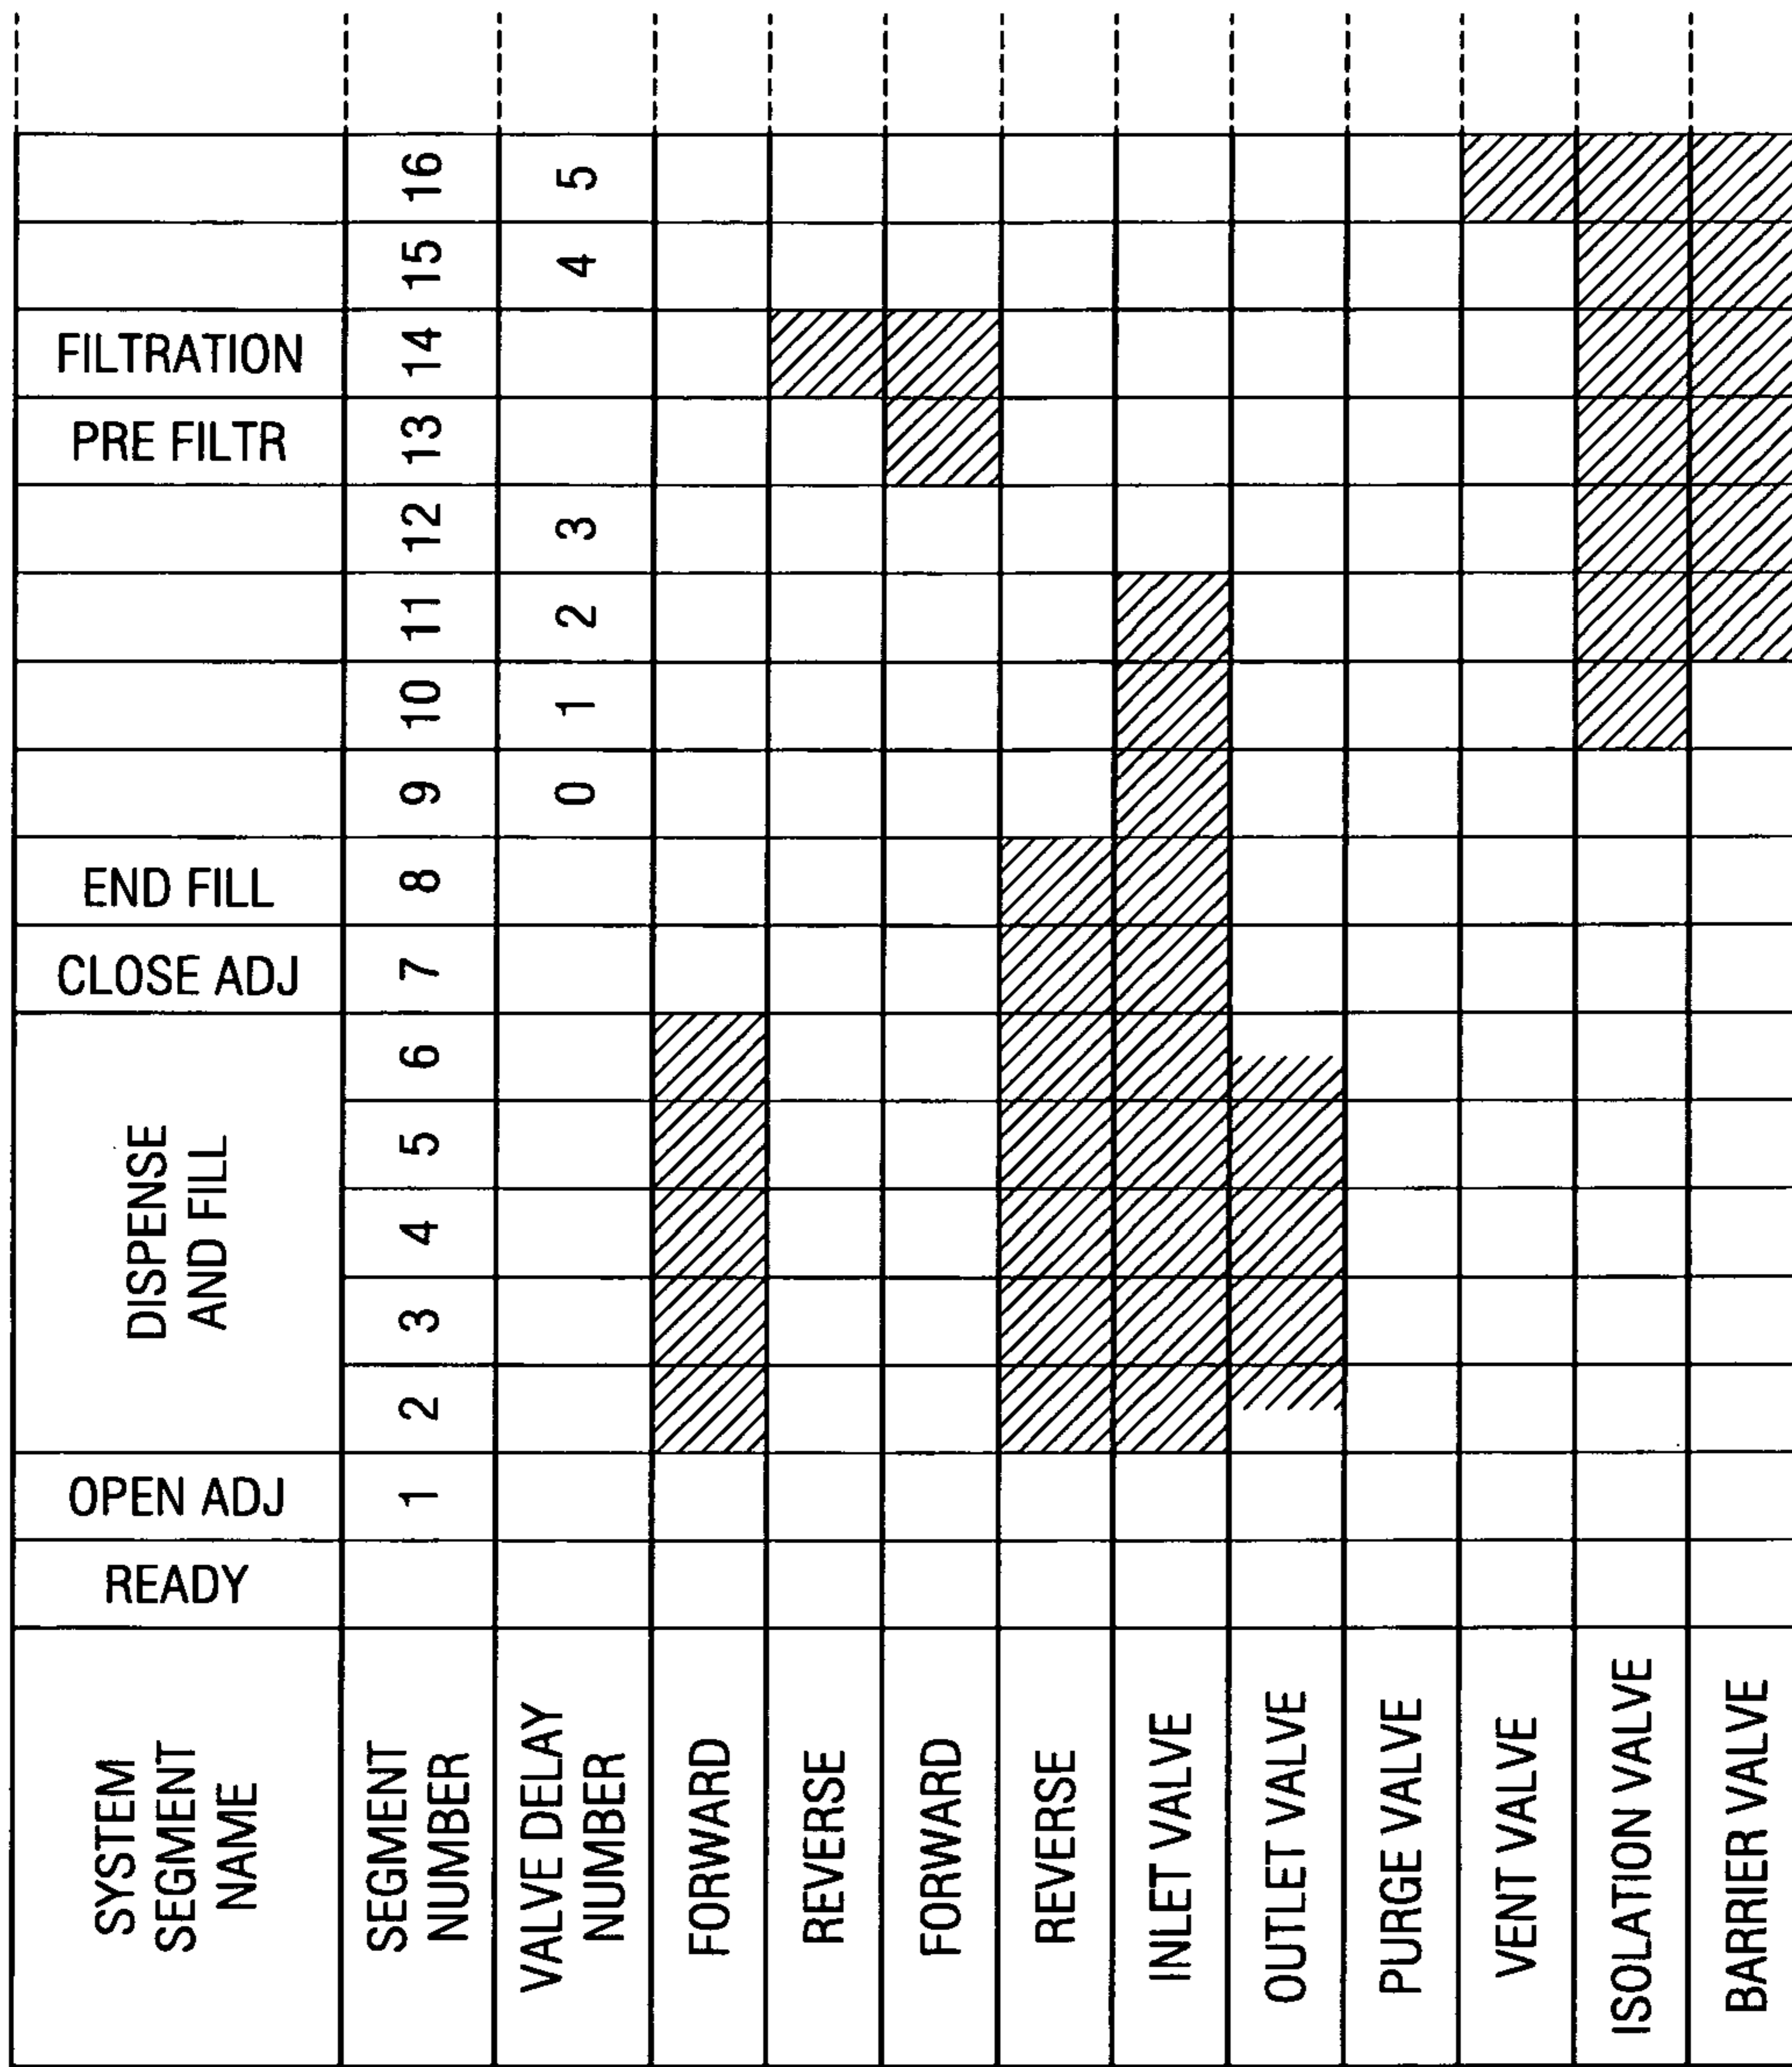 SYSTEM
SEGMENT
NAME
READY
OPEN ADJ
DISPENSE
AND FILL
CLOSE ADJ
END FILL
PRE FILTR
FILTRATION
SEGMENT
NUMBER
1
2
3
4
5
6
7
8
9
10
11
12
13
14
15
16
VALVE DELAY
NUMBER
0
1
2
3
4
5
FORWARD
REVERSE
FORWARD
REVERSE
INLET VALVE
OUTLET VALVE
PURGE VALVE
VENT VALVE
ISOLATION VALVE
BARRIER VALVE